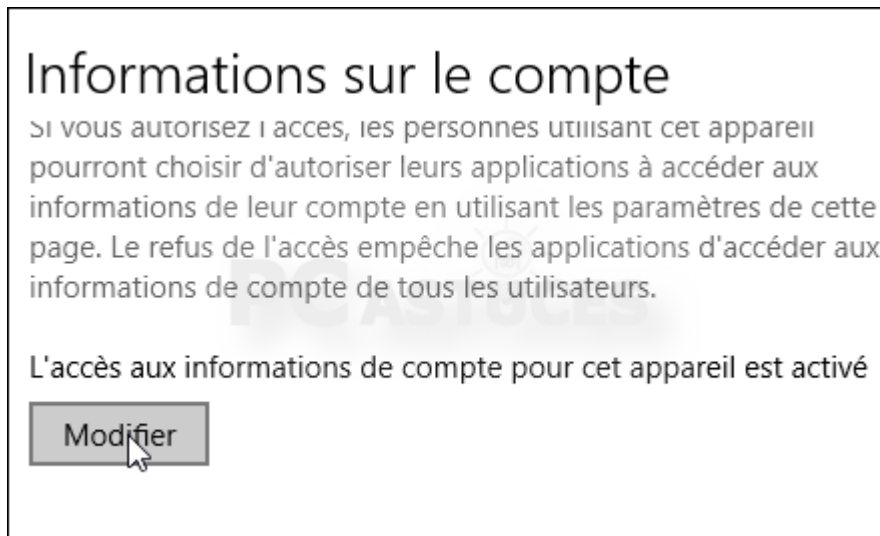 Informations sur le compte
Si vous autorisez l'accès, les personnes utilisant cet appareil
pourront choisir d'autoriser leurs applications à accéder aux
informations de leur compte en utilisant les paramètres de cette
page. Le refus de l'accès empêche les applications d'accéder aux
informations de compte de tous les utilisateurs.
PC ASTUCES
L'accès aux informations de compte pour cet appareil est activé
Modifier